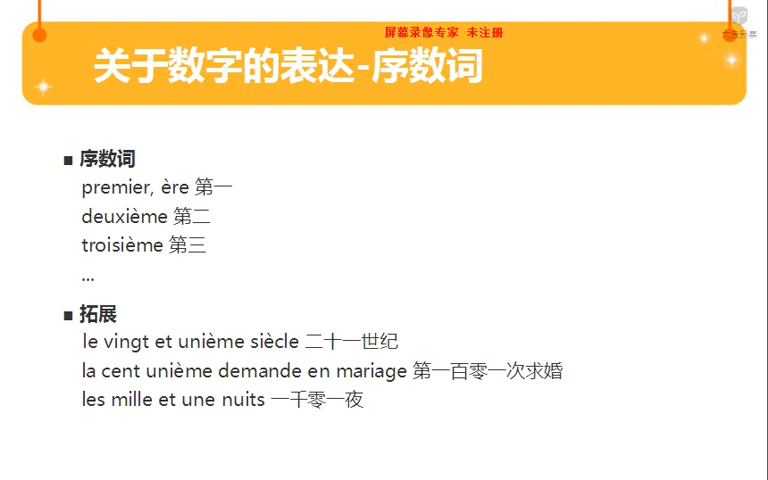 屏幕录像专家 未注册
关于数字的表达-序数词
■ 序数词
premier, ère 第一
deuxième 第二
troisième 第三
...
■ 拓展
le vingt et unième siècle 二十一世纪
la cent unième demande en mariage 第一百零一次求婚
les mille et une nuits 一千零一夜